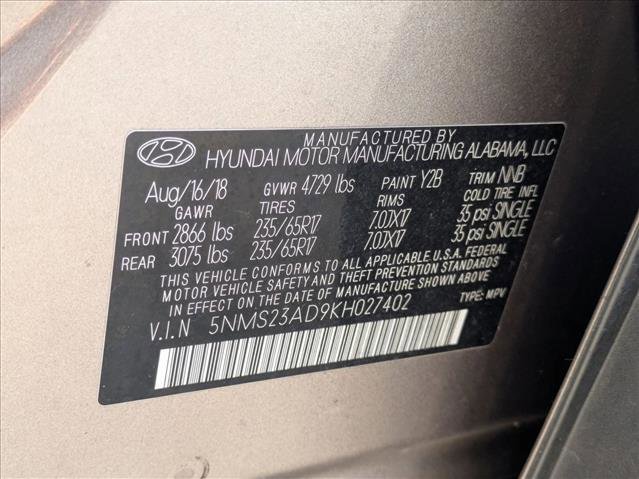 MANUFACTURED BY
HYUNDAI MOTOR MANUFACTURING ALABAMA, LLC
Aug/16/18 GVWR 4729 lbs PAINT Y2B TRIM NNB
GAWR TIRES RIMS COLD TIRE INFL
FRONT 2866 lbs 235/65R17 7.0JX17 35 psi SINGLE
REAR 3075 lbs 235/65R17 7.0JX17 35 psi SINGLE
THIS VEHICLE CONFORMS TO ALL APPLICABLE U.S.A. FEDERAL
MOTOR VEHICLE SAFETY AND THEFT PREVENTION STANDARDS
IN EFFECT ON THE DATE OF MANUFACTURE SHOWN ABOVE.
V.I.N 5NMS23AD9KH027402 TYPE: MPV